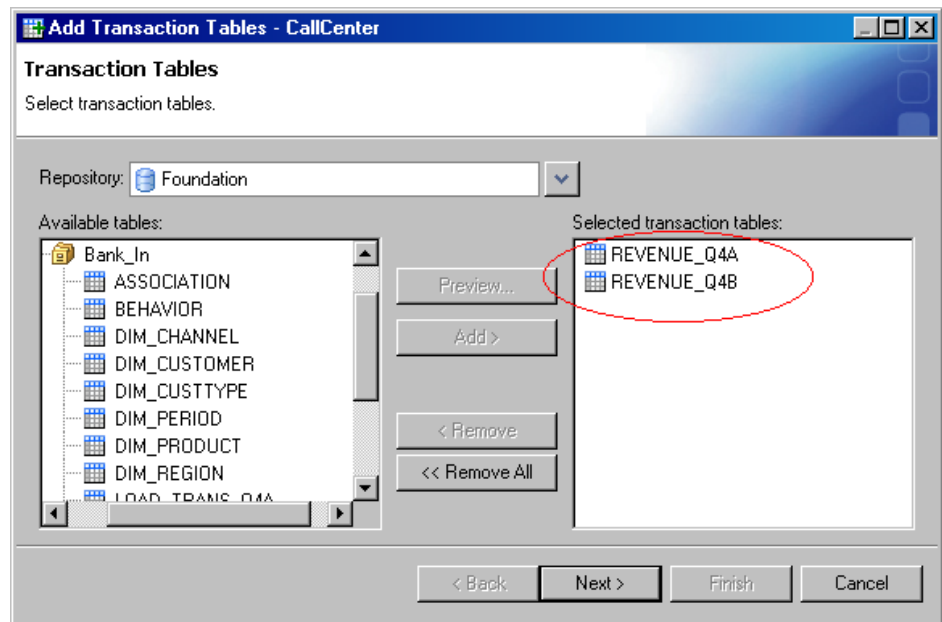 Add Transaction Tables - CallCenter
Transaction Tables
Select transaction tables.
Repository: Foundation
Available tables:
Bank_In
ASSOCIATION
BEHAVIOR
DIM_CHANNEL
DIM_CUSTOMER
DIM_CUSTTYPE
DIM_PERIOD
DIM_PRODUCT
DIM_REGION
LOAD_TRANS_Q4A
Preview...
Add >
< Remove
<< Remove All
Selected transaction tables:
REVENUE_Q4A
REVENUE_Q4B
< Back
Next >
Finish
Cancel